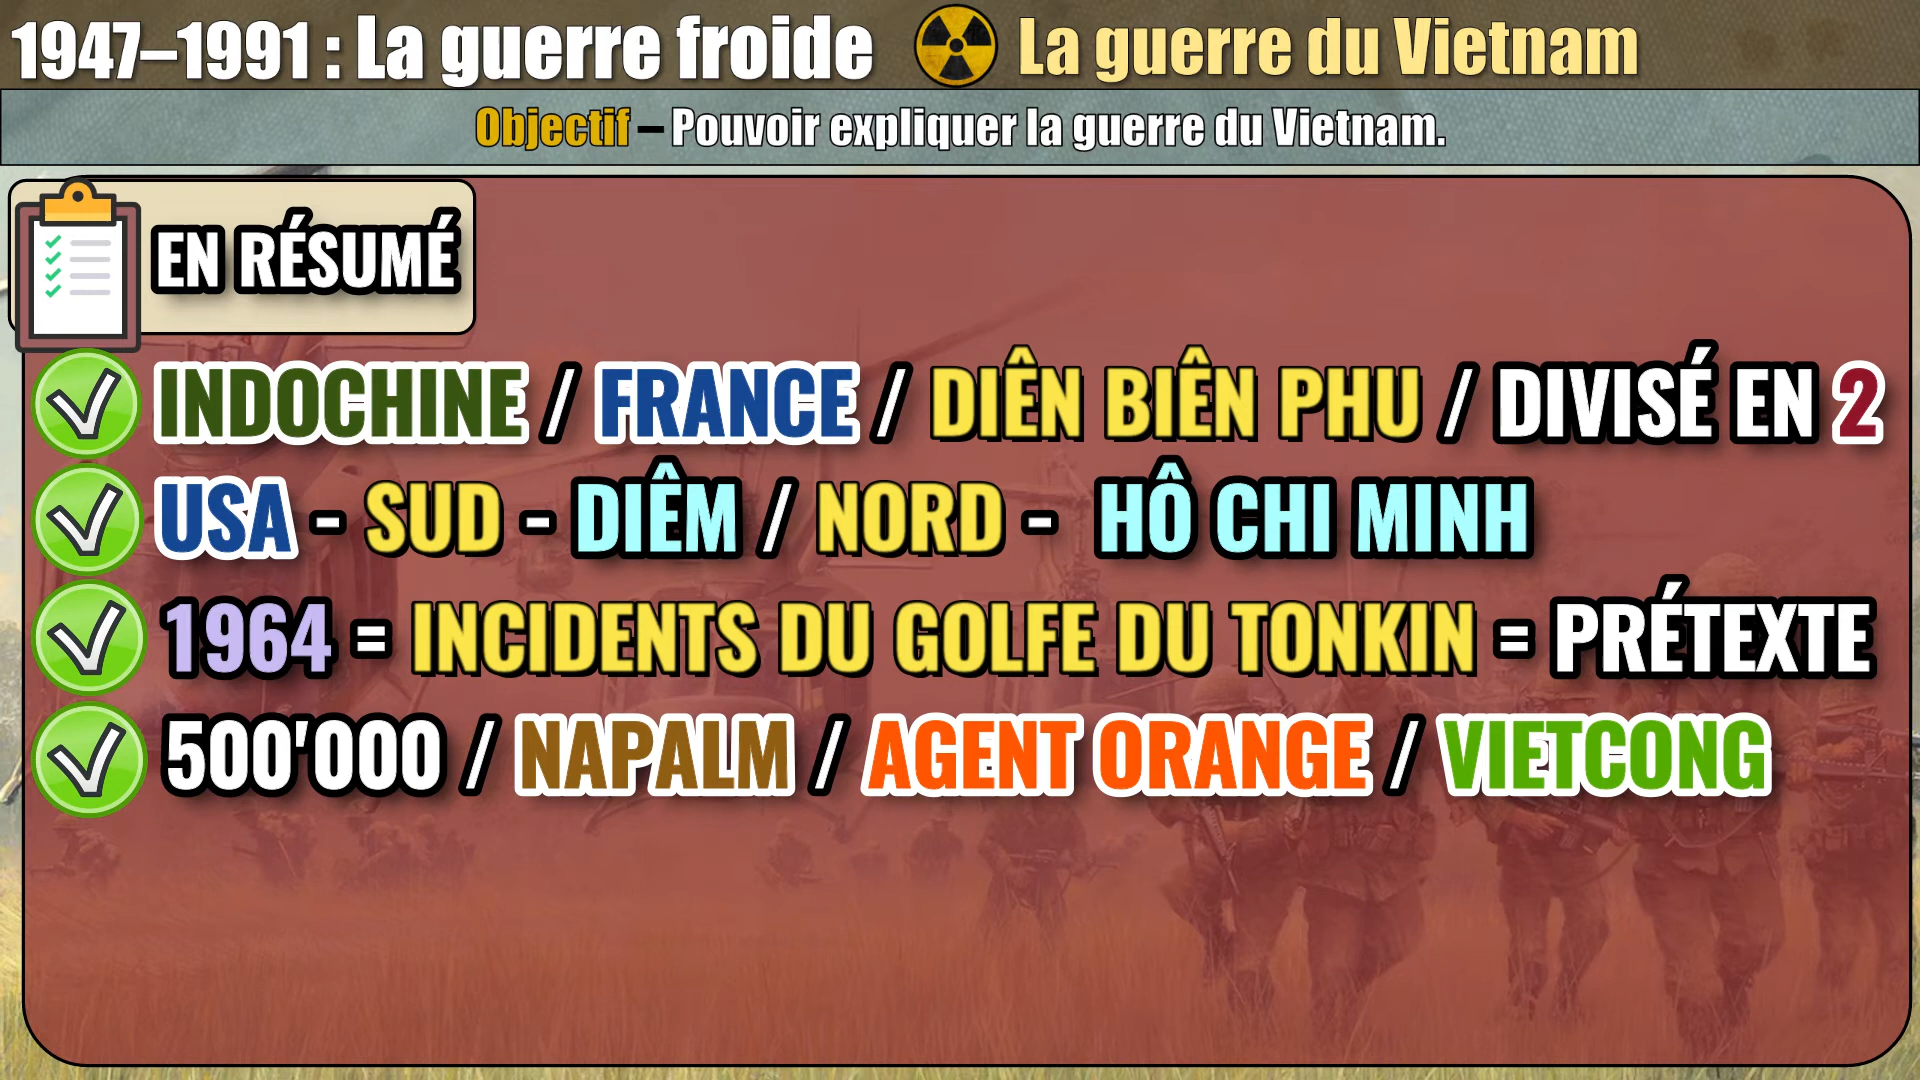 1947–1991 : La guerre froide La guerre du Vietnam
Objectif – Pouvoir expliquer la guerre du Vietnam.
EN RÉSUMÉ
INDOCHINE / FRANCE / DIÊN BIÊN PHU / DIVISÉ EN 2
USA - SUD - DIÊM / NORD - HÔ CHI MINH
1964 = INCIDENTS DU GOLFE DU TONKIN = PRÉTEXTE
500'000 / NAPALM / AGENT ORANGE / VIETCONG